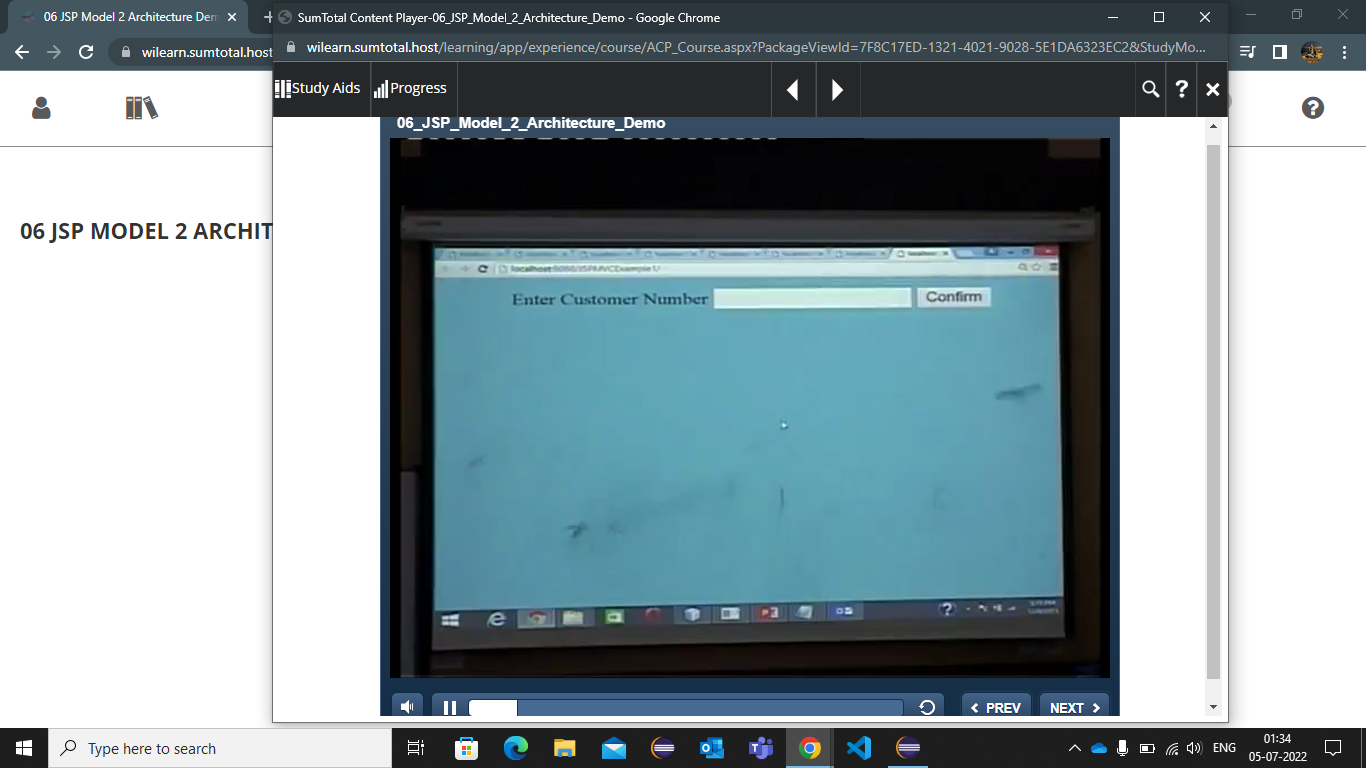 06 JSP Model 2 Architecture Dem
SumTotal Content Player-06_JSP_Model_2_Architecture_Demo - Google Chrome
wilearn.sumtotal.host
wilearn.sumtotal.host/learning/app/experience/course/ACP_Course.aspx?PackageViewId=7F8C17ED-1321-4021-9028-5E1DA6323EC2&StudyMo...
Study Aids
Progress
06_JSP_Model_2_Architecture_Demo
06 JSP MODEL 2 ARCHIT
localhost:8080/JSPMVCExample1/
Enter Customer Number
Confirm
PREV
NEXT
Type here to search
ENG
01:34
05-07-2022